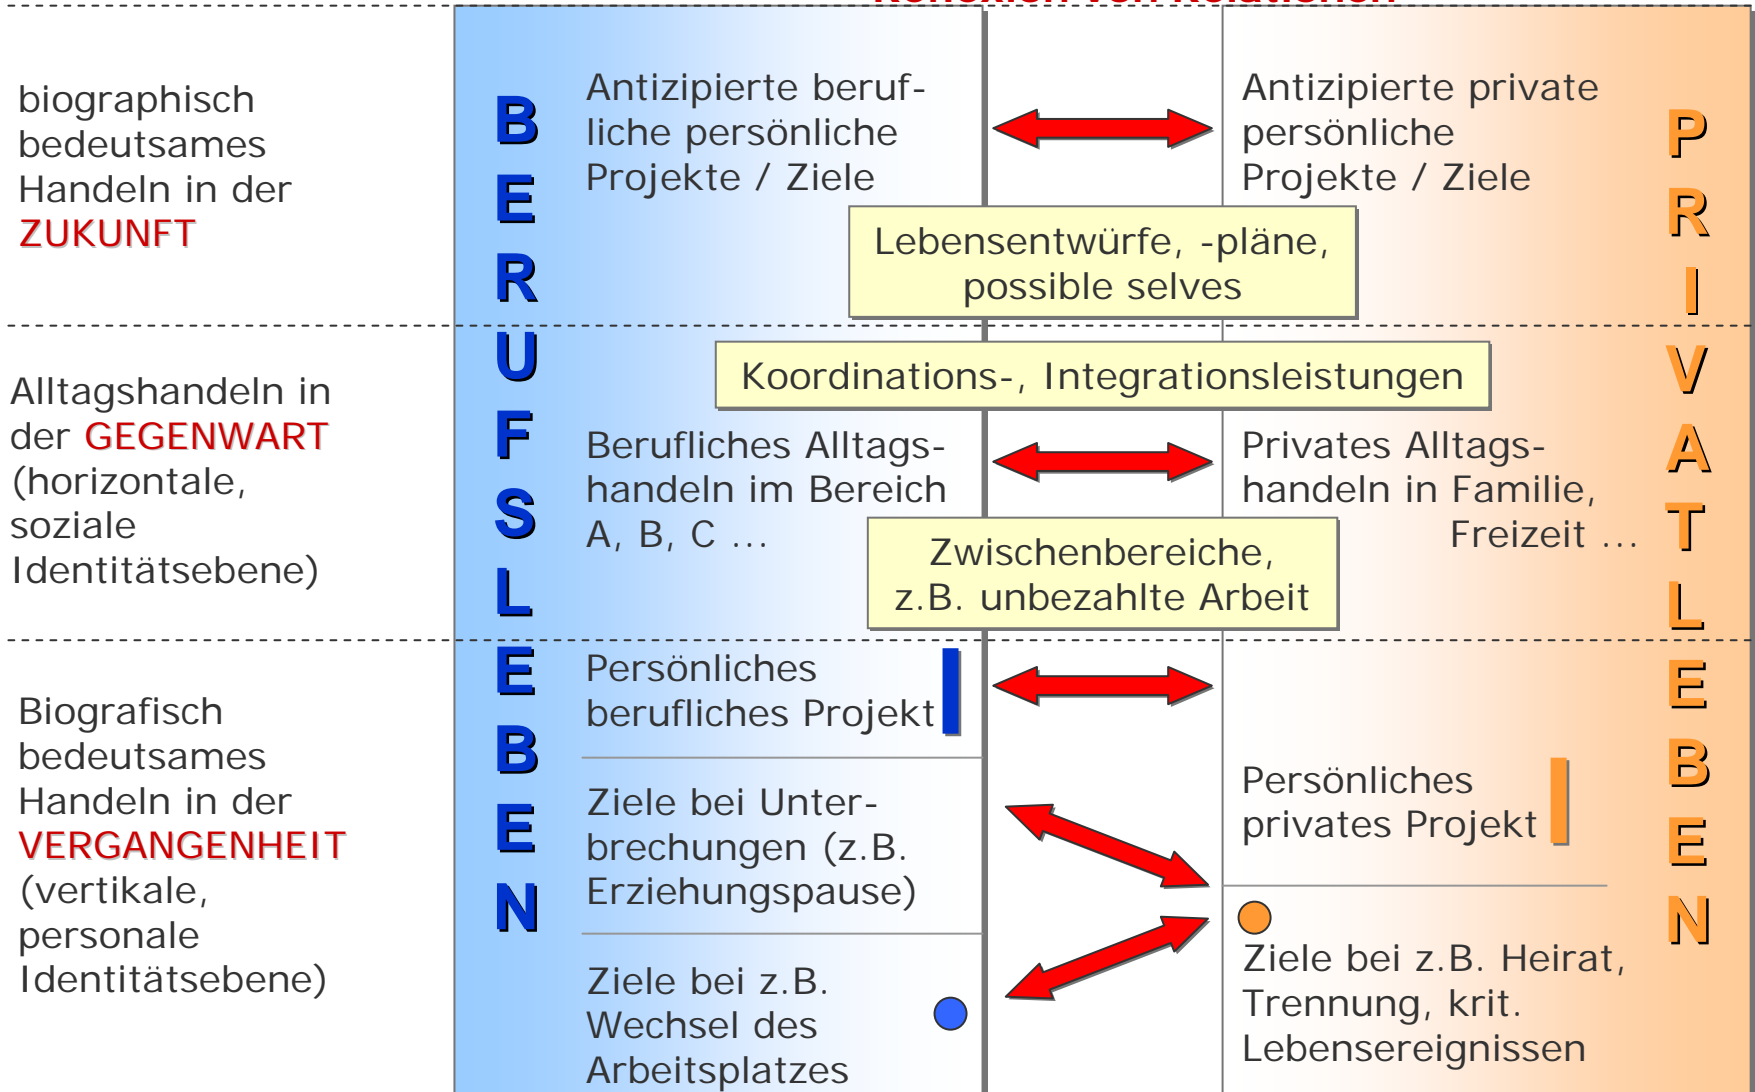 Reflexion von Relationen
biographisch
bedeutsames
Handeln in der
ZUKUNFT
BERUFSLEBEN
Antizipierte beruf-
liche persönliche
Projekte / Ziele
Antizipierte private
persönliche
Projekte / Ziele
PRIVATLEBEN
Lebensentwürfe, -pläne,
possible selves
Alltagshandeln in
der GEGENWART
(horizontale,
soziale
Identitätsebene)
Koordinations-, Integrationsleistungen
Berufliches Alltags-
handeln im Bereich
A, B, C ...
Privates Alltags-
handeln in Familie,
Freizeit ...
Zwischenbereiche,
z.B. unbezahlte Arbeit
Biografisch
bedeutsames
Handeln in der
VERGANGENHEIT
(vertikale,
personale
Identitätsebene)
Persönliches
berufliches Projekt
Ziele bei Unter-
brechungen (z.B.
Erziehungspause)
Ziele bei z.B.
Wechsel des
Arbeitsplatzes
Persönliches
privates Projekt
Ziele bei z.B. Heirat,
Trennung, krit.
Lebensereignissen